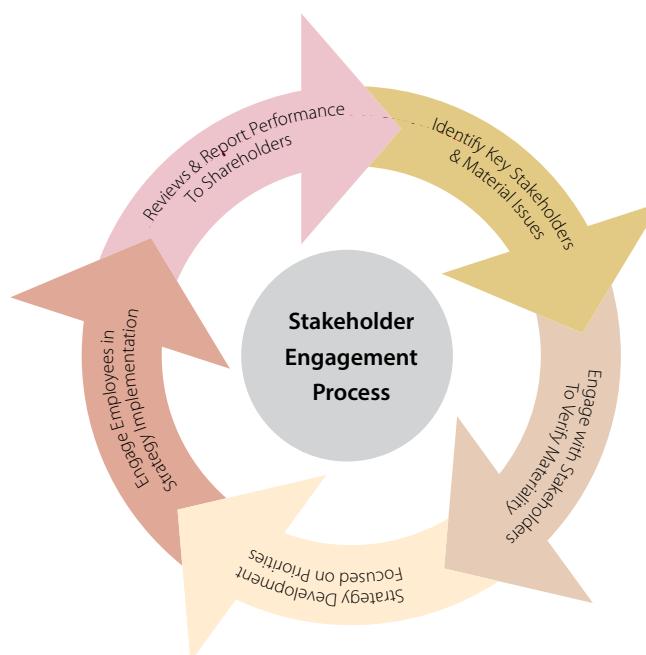 Stakeholder
Engagement
Process
Identify Key Stakeholders
& Material Issues
Engage with Stakeholders
To Verify Materiality
Strategy Development
Focused on Priorities
Engage Employees in
Strategy Implementation
Reviews & Report Performance
To Shareholders